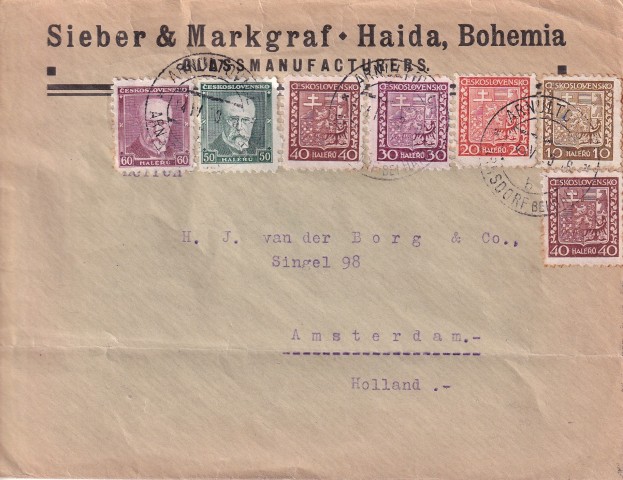 Sieber & Markgraf · Haida, Bohemia
GLASSMANUFACTURERS.
ČESKOSLOVENSKO ČESKOSLOVENSKO ČESKOSLOVENSKO ČESKOSLOVENSKO ČESKOSLOVENSKO ČESKOSLOVENSKO
60 HALÉŘŮ 60 50 HALÉŘŮ 40 HALÉŘŮ 40 30 HALÉŘŮ 30 20 HALÉŘŮ 20 10 HALÉŘŮ 10
ČESKOSLOVENSKO
40 HALÉŘŮ 40
H. J. van der Borg & Co.,
Singel 98
Amsterdam.-
Holland.-